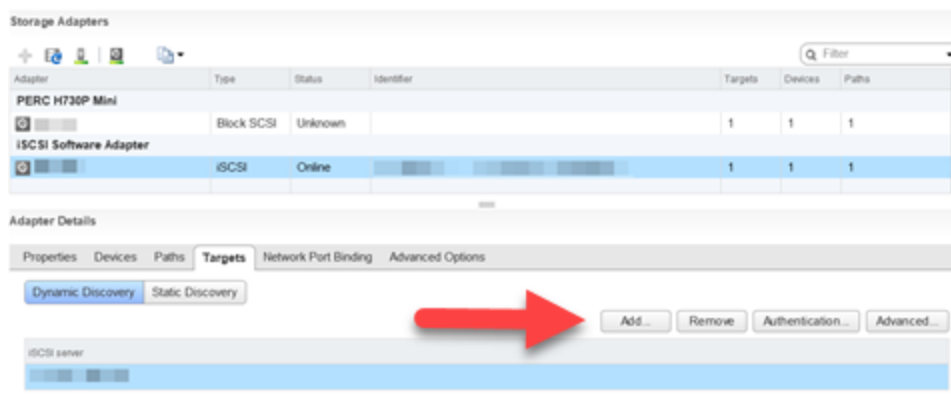 Storage Adapters
Filter
Adapter Type Status Identifier Targets Devices Paths
PERC H730P Mini
Block SCSI Unknown 1 1 1
iSCSI Software Adapter
iSCSI Online 1 1 1
Adapter Details
Properties Devices Paths Targets Network Port Binding Advanced Options
Dynamic Discovery Static Discovery
Add... Remove Authentication... Advanced...
iSCSI server